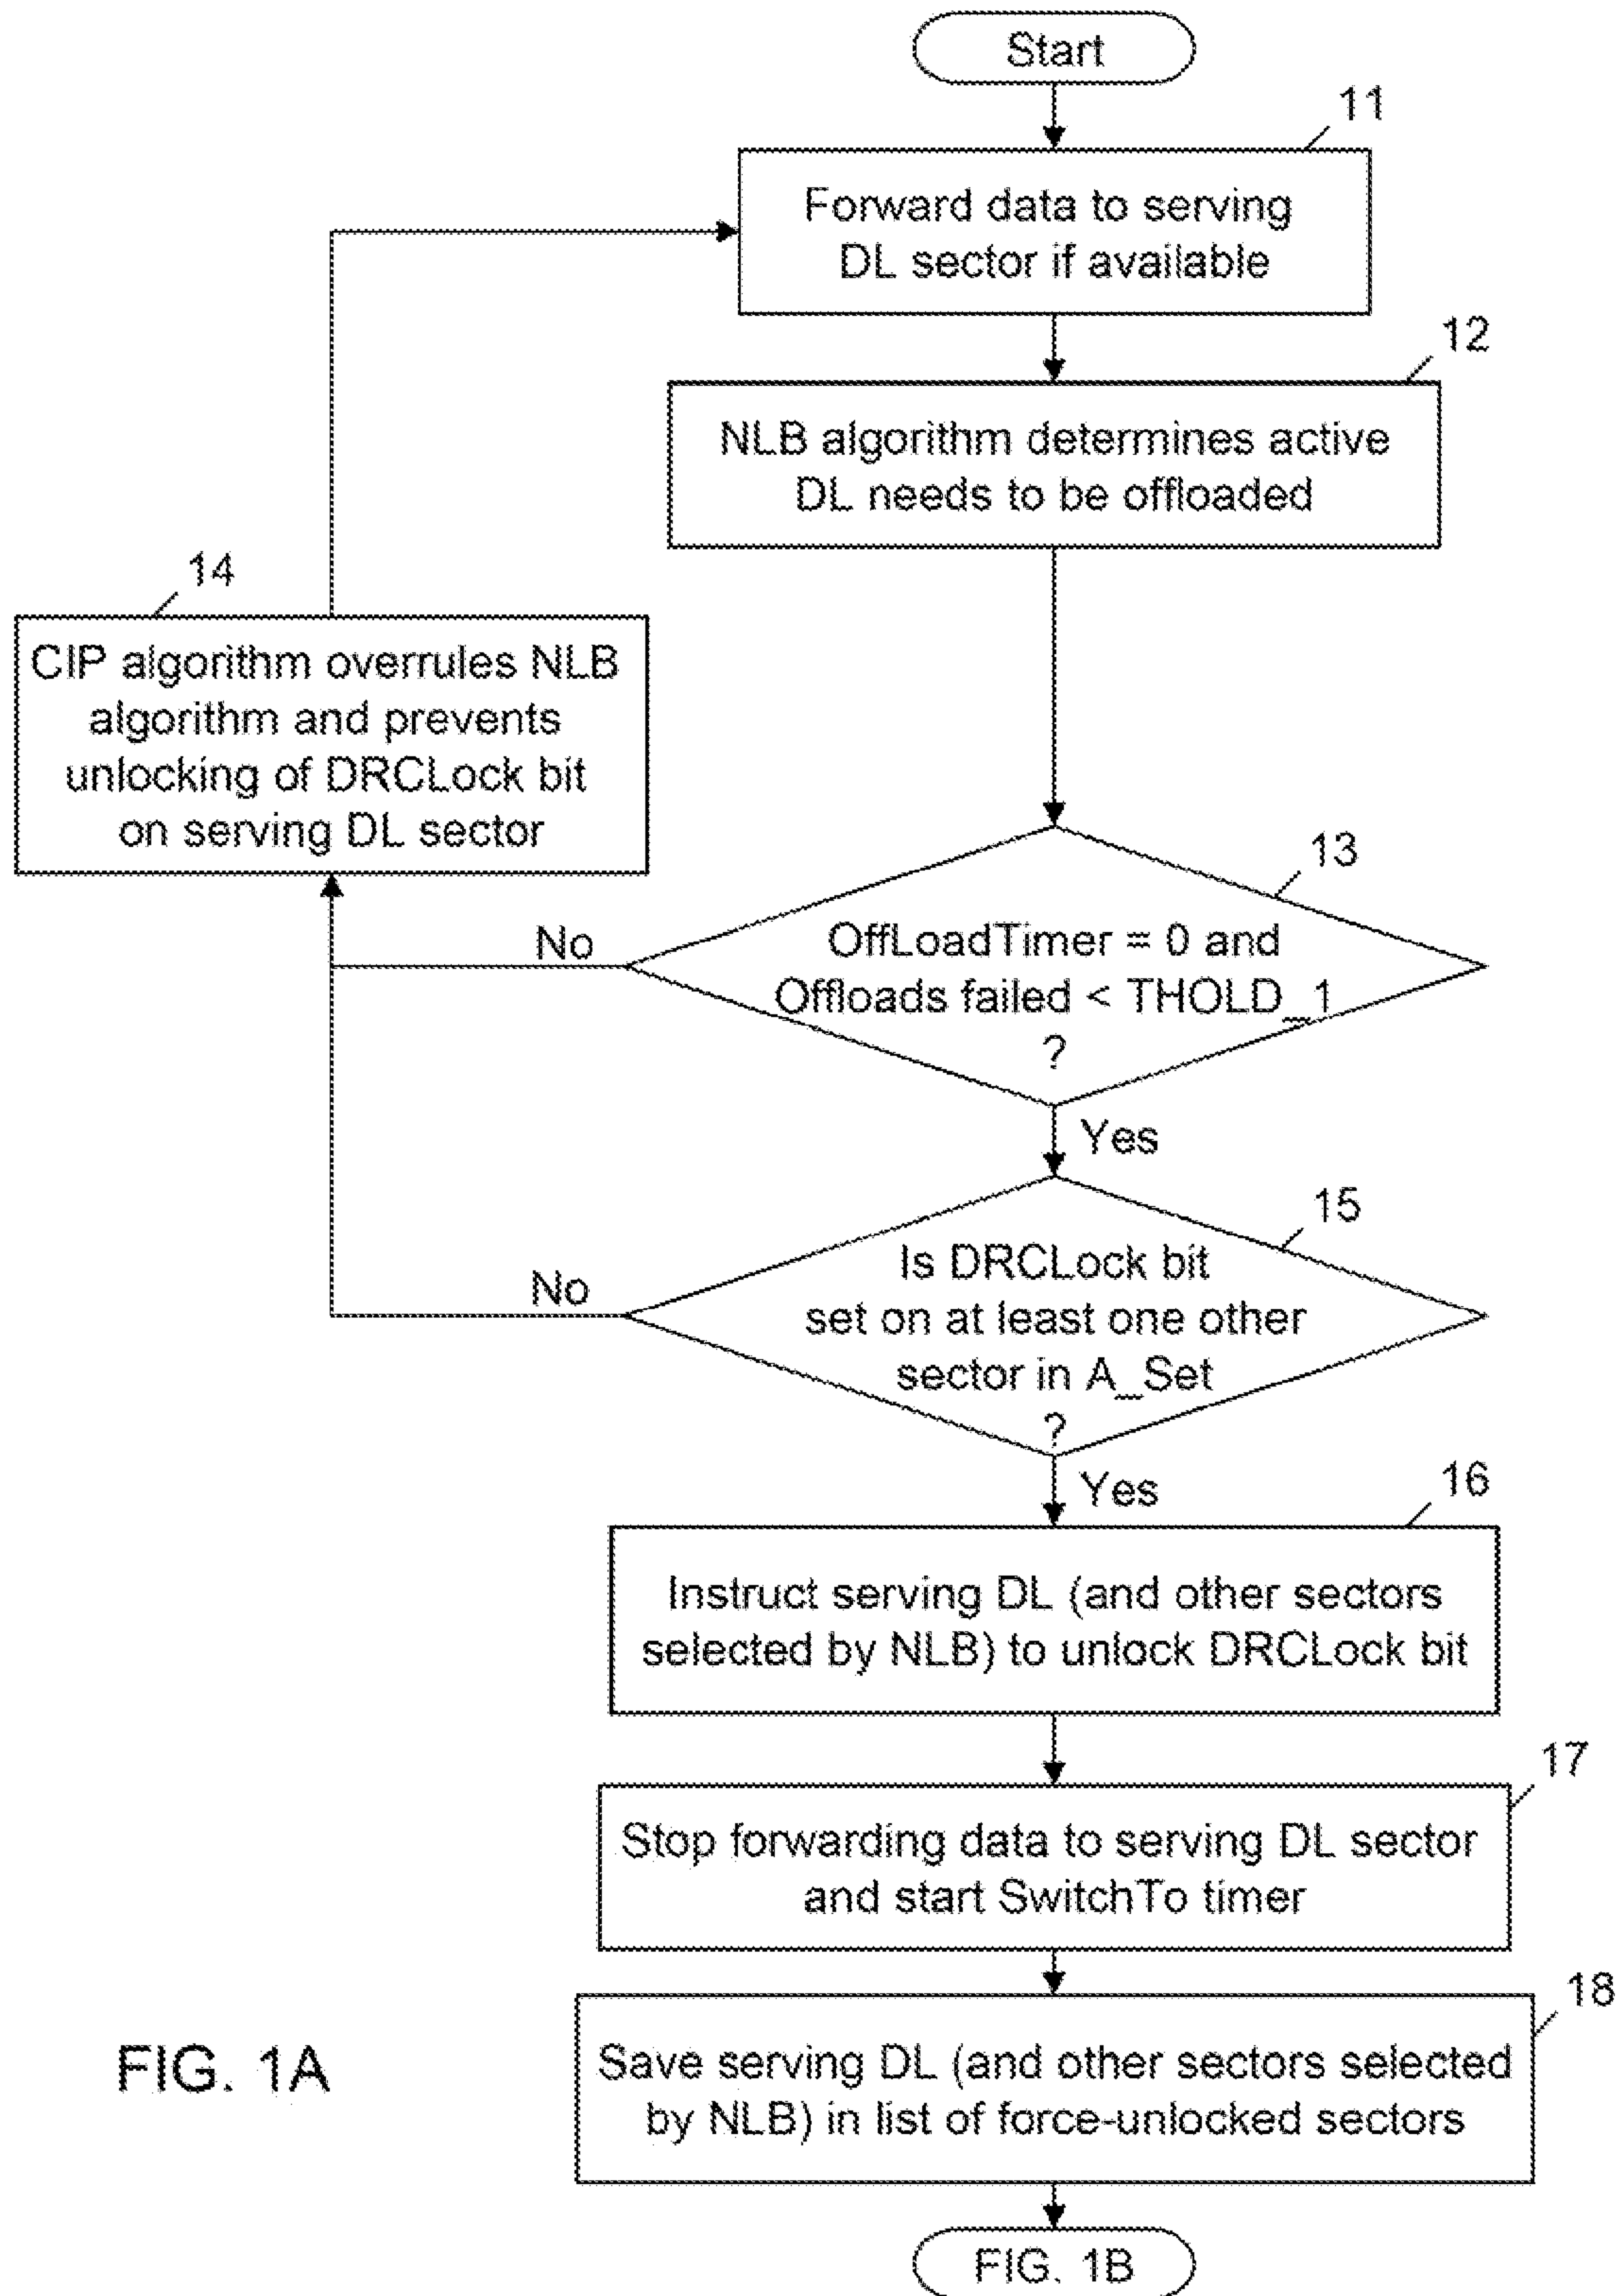 Start
11
Forward data to serving
DL sector if available
12
NLB algorithm determines active
DL needs to be offloaded
14
CIP algorithm overrules NLB
algorithm and prevents
unlocking of DRCLock bit
on serving DL sector
13
OffLoadTimer = 0 and
Offloads failed < THOLD_1
?
No
Yes
15
Is DRCLock bit
set on at least one other
sector in A_Set
?
No
Yes
16
Instruct serving DL (and other sectors
selected by NLB) to unlock DRCLock bit
17
Stop forwarding data to serving DL sector
and start SwitchTo timer
18
Save serving DL (and other sectors selected
by NLB) in list of force-unlocked sectors
FIG. 1A
FIG. 1B